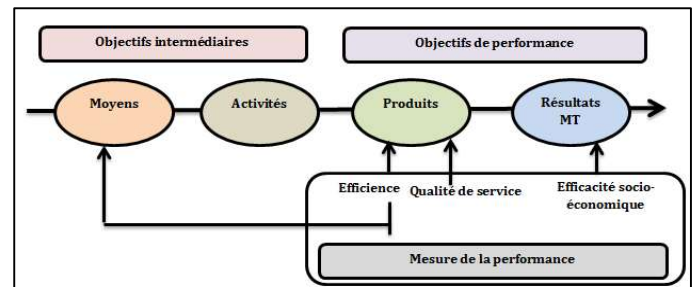 Objectifs intermédiaires
Objectifs de performance
Moyens
Activités
Produits
Résultats
MT
Efficience
Qualité de service
Efficacité socio-
économique
Mesure de la performance